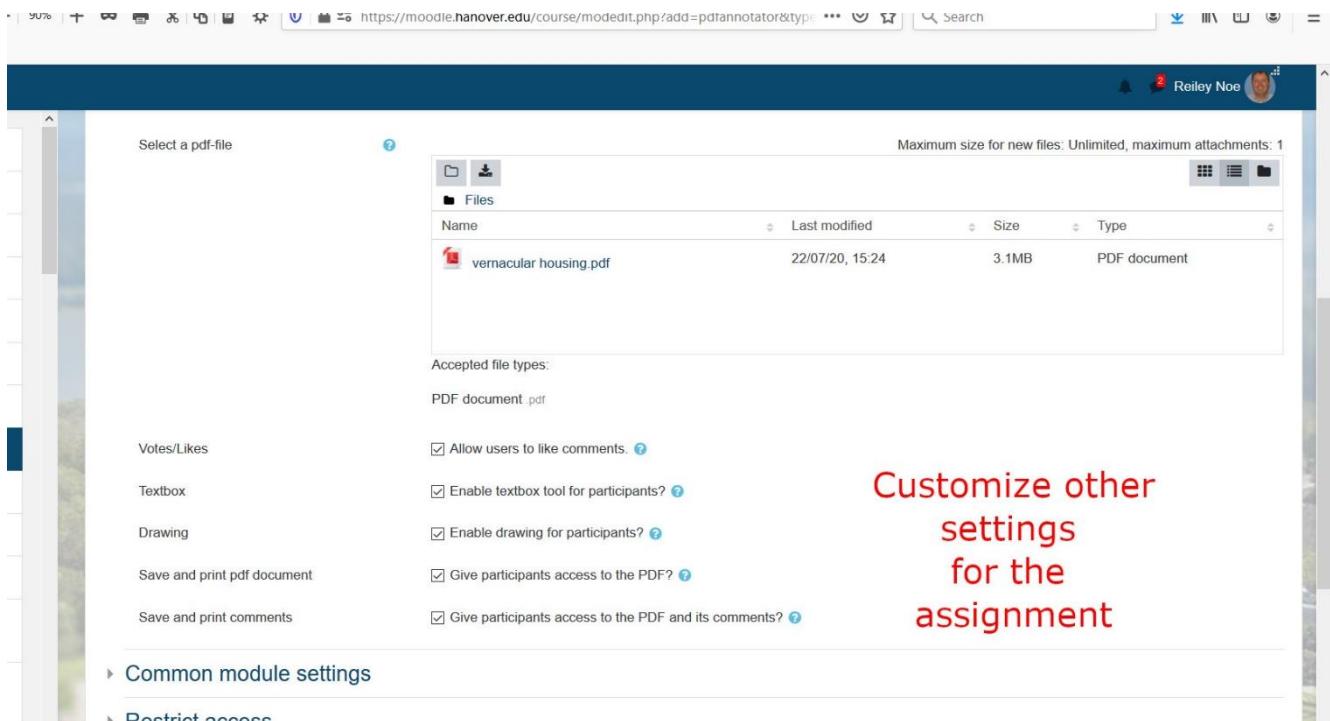 90%
https://moodle.hanover.edu/course/modedit.php?add=pdfannotator&typ
Search
2
Reiley Noe
Select a pdf-file
Maximum size for new files: Unlimited, maximum attachments: 1
Files
Name Last modified Size Type
vernacular housing.pdf 22/07/20, 15:24 3.1MB PDF document
Accepted file types:
PDF document .pdf
Votes/Likes Allow users to like comments.
Textbox Enable textbox tool for participants?
Drawing Enable drawing for participants?
Save and print pdf document Give participants access to the PDF?
Save and print comments Give participants access to the PDF and its comments?
Customize other
settings
for the
assignment
Common module settings
Restrict access